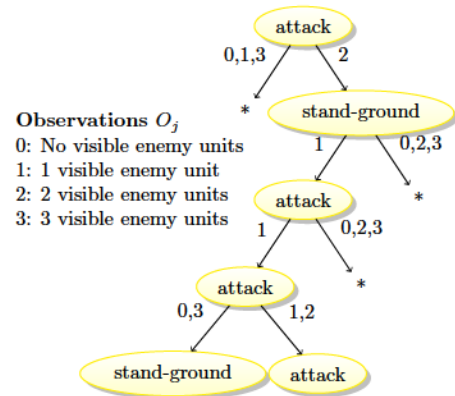 attack
0,1,3
2
*
stand-ground
Observations O_j
0: No visible enemy units
1: 1 visible enemy unit
2: 2 visible enemy units
3: 3 visible enemy units
1
0,2,3
*
attack
1
0,2,3
*
attack
0,3
1,2
stand-ground
attack